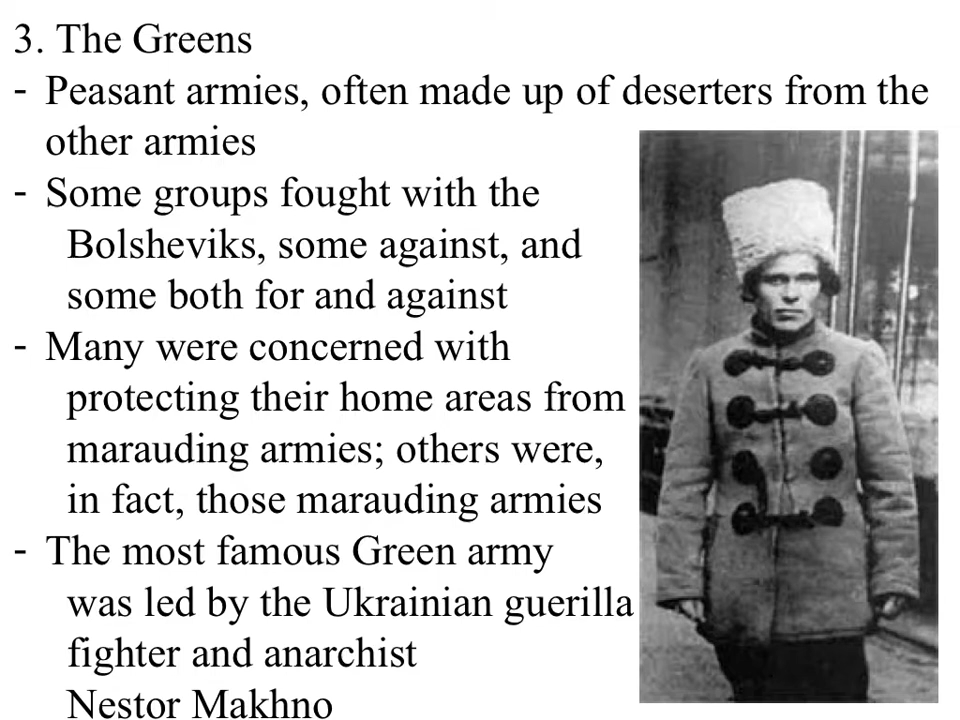 3. The Greens
- Peasant armies, often made up of deserters from the
other armies
- Some groups fought with the
Bolsheviks, some against, and
some both for and against
- Many were concerned with
protecting their home areas from
marauding armies; others were,
in fact, those marauding armies
- The most famous Green army
was led by the Ukrainian guerilla
fighter and anarchist
Nestor Makhno